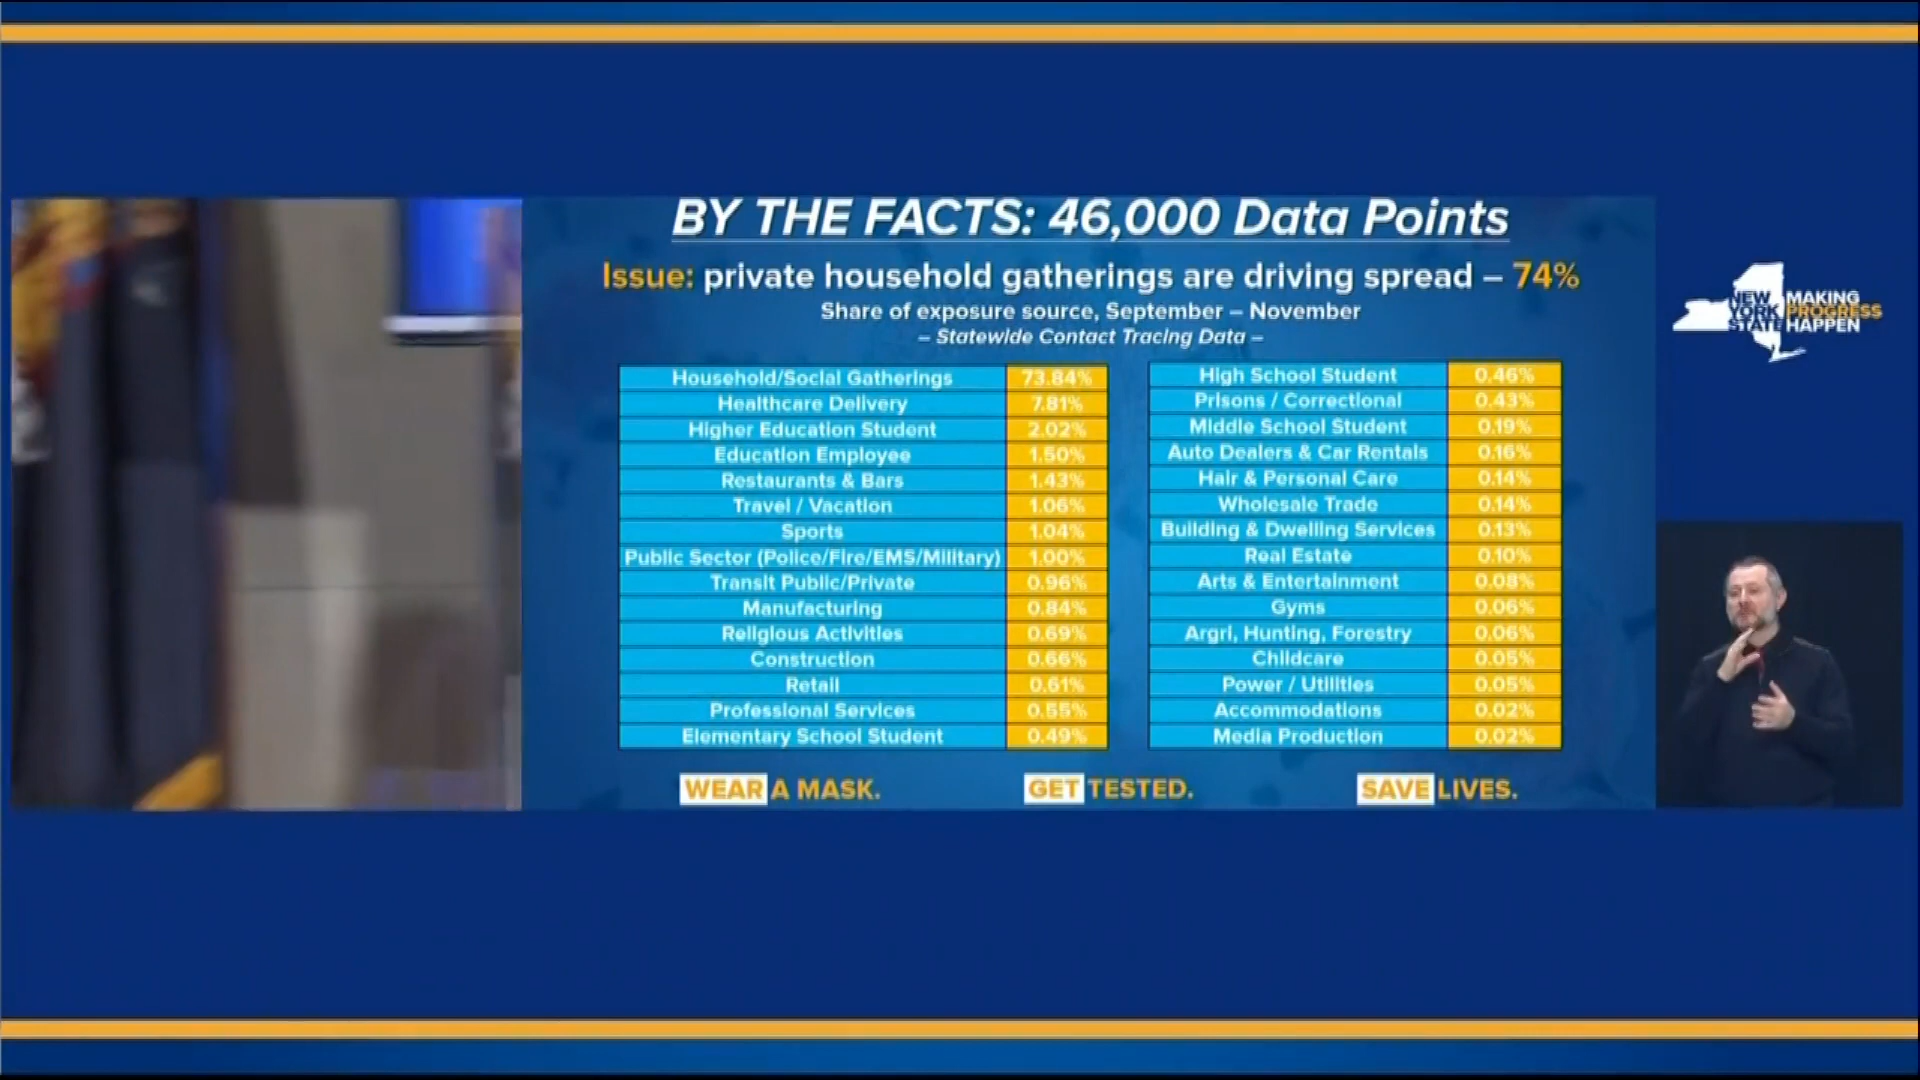 BY THE FACTS: 46,000 Data Points
Issue: private household gatherings are driving spread – 74%
Share of exposure source, September – November
– Statewide Contact Tracing Data –
Household/Social Gatherings 73.84%
Healthcare Delivery 7.81%
Higher Education Student 2.02%
Education Employee 1.50%
Restaurants & Bars 1.43%
Travel / Vacation 1.06%
Sports 1.04%
Public Sector (Police/Fire/EMS/Military) 1.00%
Transit Public/Private 0.96%
Manufacturing 0.84%
Religious Activities 0.69%
Construction 0.66%
Retail 0.61%
Professional Services 0.55%
Elementary School Student 0.49%
High School Student 0.46%
Prisons / Correctional 0.43%
Middle School Student 0.19%
Auto Dealers & Car Rentals 0.16%
Hair & Personal Care 0.14%
Wholesale Trade 0.14%
Building & Dwelling Services 0.13%
Real Estate 0.10%
Arts & Entertainment 0.08%
Gyms 0.06%
Argri, Hunting, Forestry 0.06%
Childcare 0.05%
Power / Utilities 0.05%
Accommodations 0.02%
Media Production 0.02%
WEAR A MASK. GET TESTED. SAVE LIVES.
NEW YORK STATE
MAKING
PROGRESS
HAPPEN